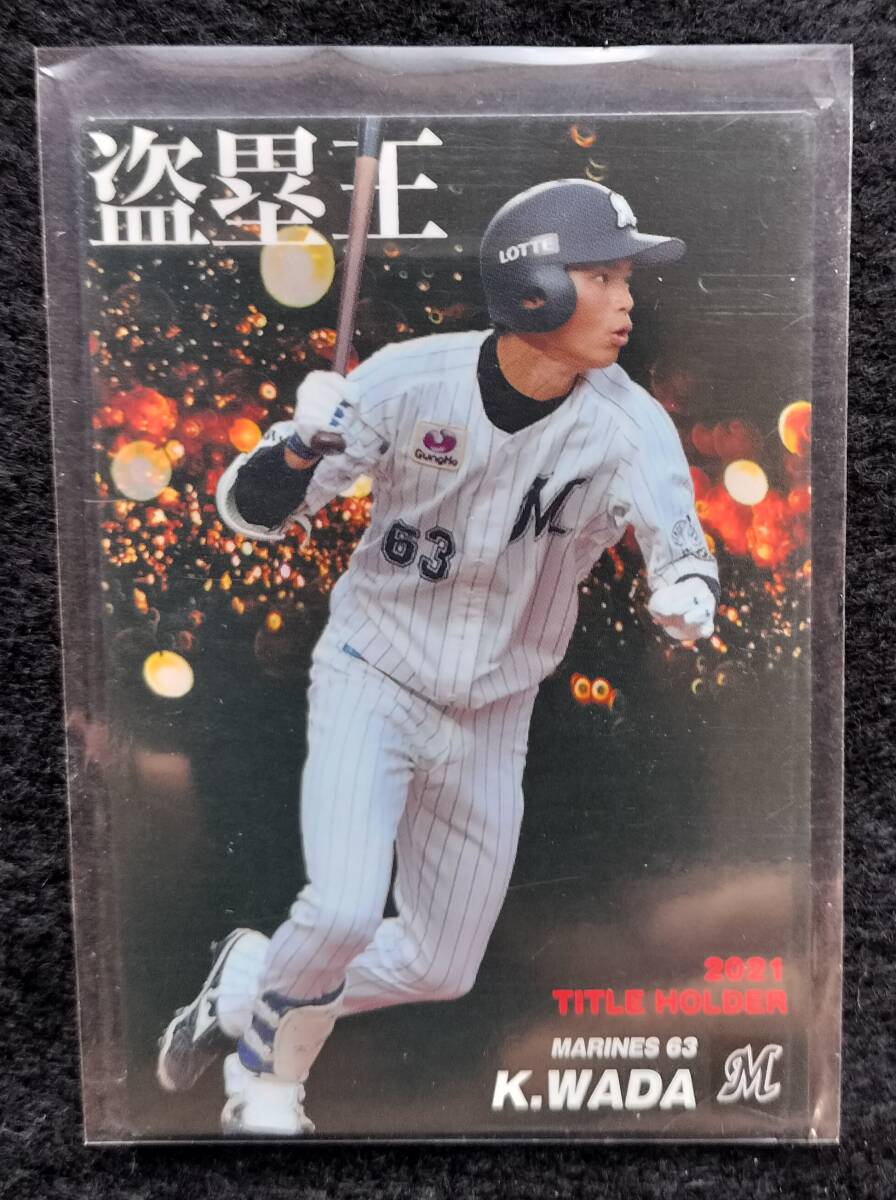 盗塁王
LOTTE
GungHo
M
63
2021
TITLE HOLDER
MARINES 63
K.WADA
M